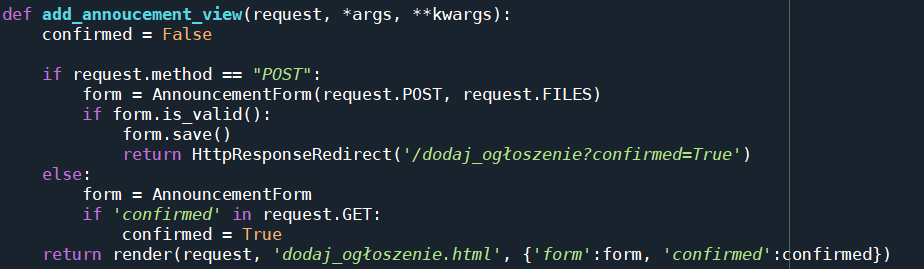 def add_annoucement_view(request, *args, **kwargs):
    confirmed = False

    if request.method == "POST":
        form = AnnouncementForm(request.POST, request.FILES)
        if form.is_valid():
            form.save()
            return HttpResponseRedirect('/dodaj_ogłoszenie?confirmed=True')
    else:
        form = AnnouncementForm
        if 'confirmed' in request.GET:
            confirmed = True
    return render(request, 'dodaj_ogłoszenie.html', {'form':form, 'confirmed':confirmed})